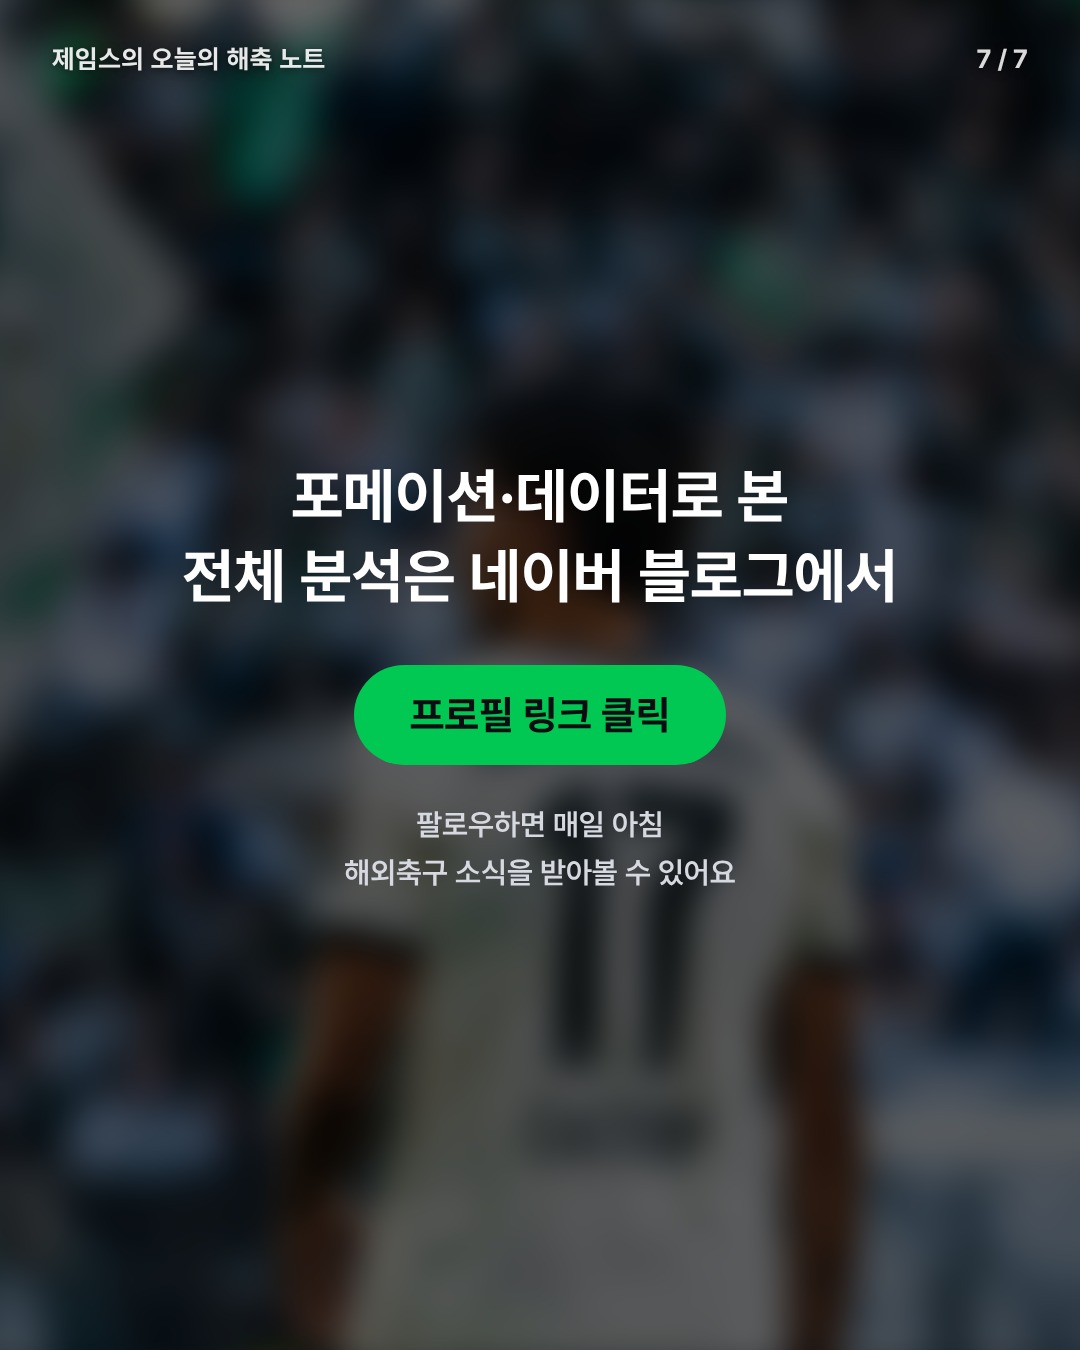 제임스의 오늘의 해축 노트
7 / 7
포메이션·데이터로 본
전체 분석은 네이버 블로그에서
프로필 링크 클릭
팔로우하면 매일 아침
해외축구 소식을 받아볼 수 있어요
17